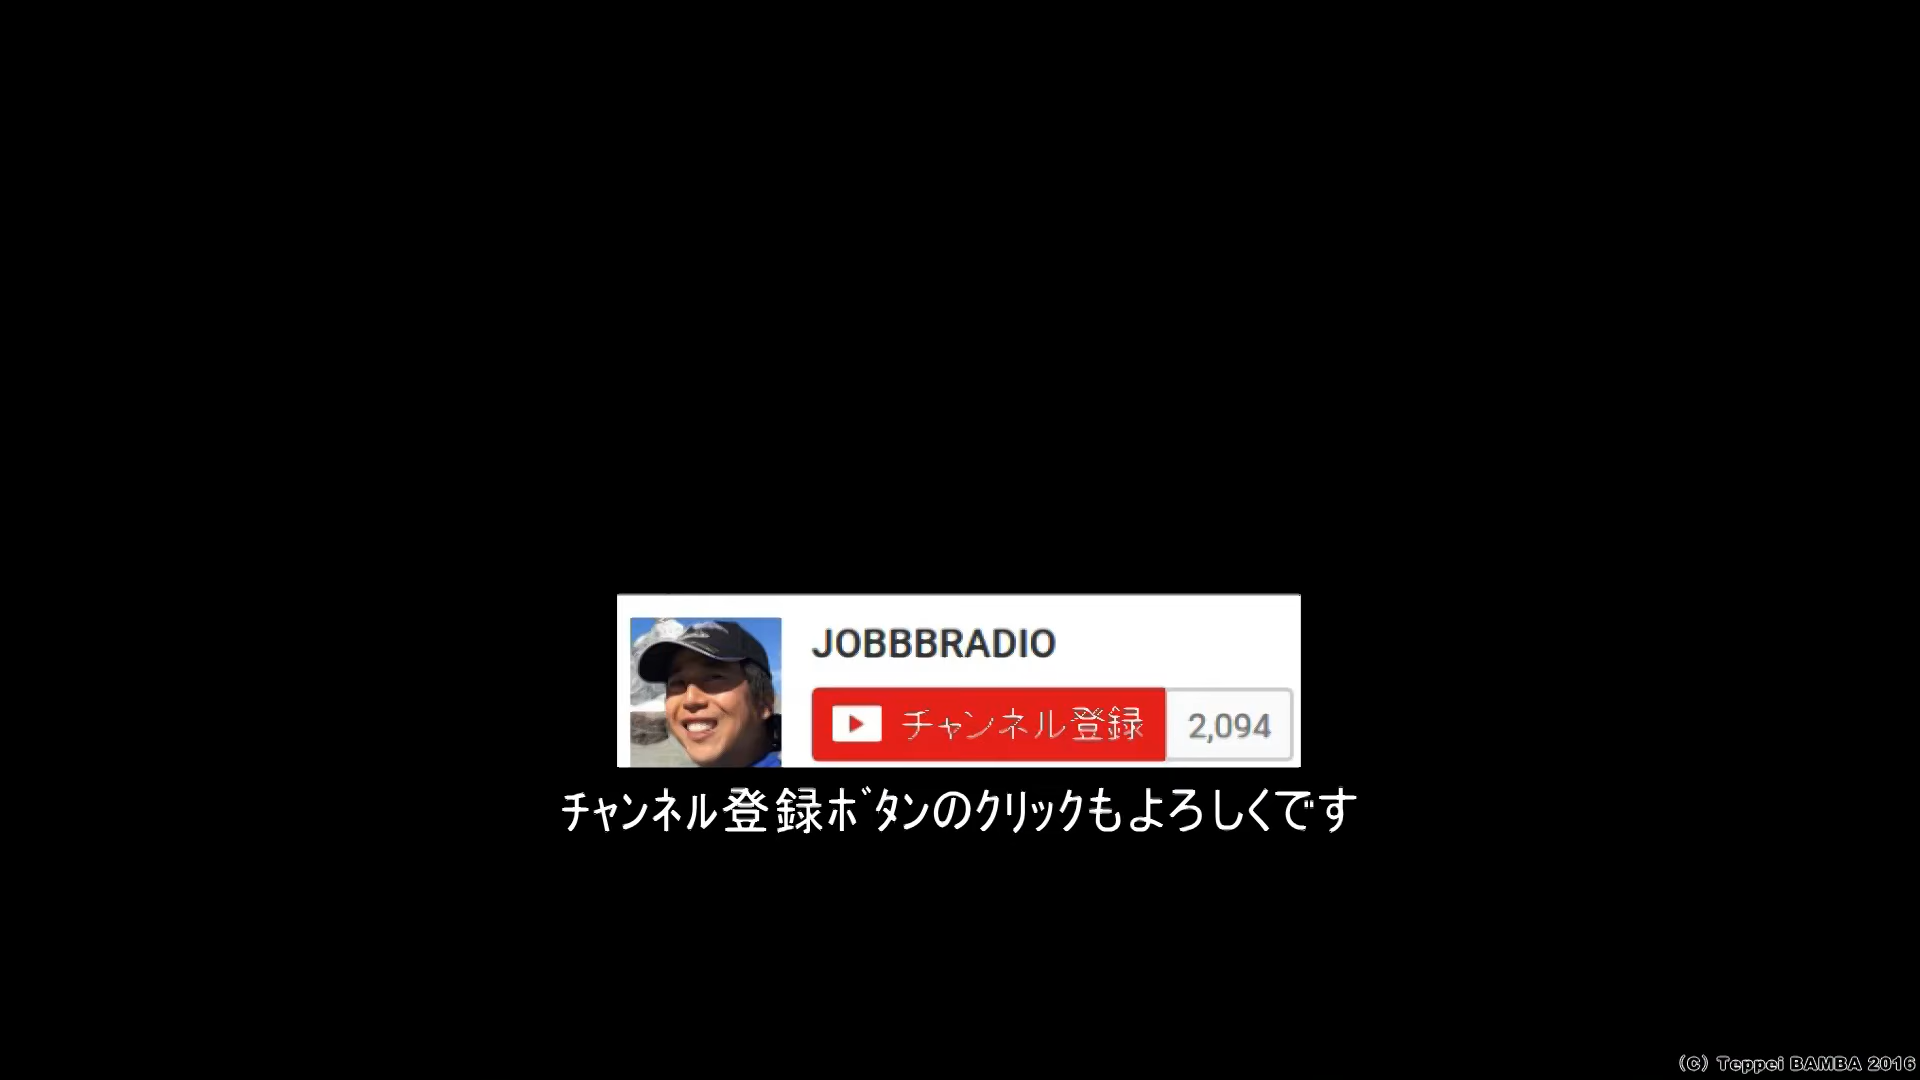 JOBBBRADIO
チャンネル登録 2,094
ﾁｬﾝﾈﾙ登録ﾎﾞﾀﾝのｸﾘｯｸもよろしくです
(C) Teppei BAMBA 2016